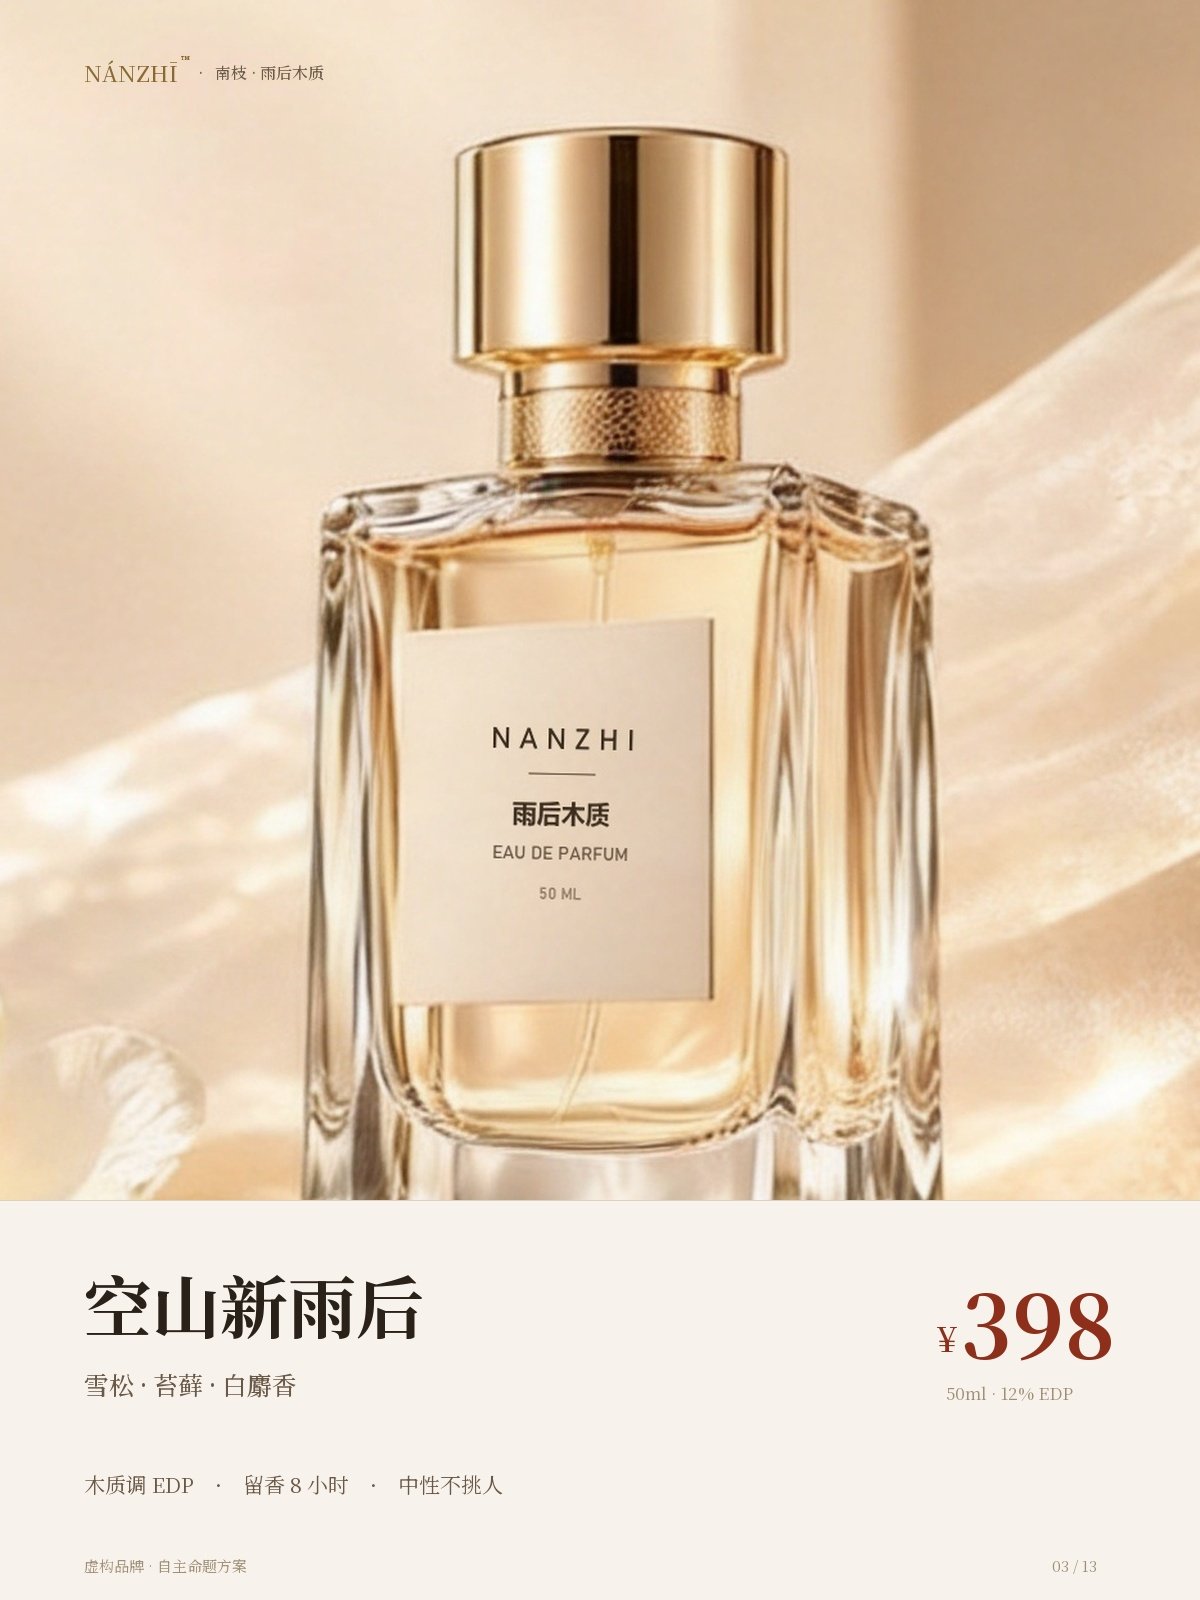 NÁNZHĪ™ · 南枝 · 雨后木质
NANZHI
雨后木质
EAU DE PARFUM
50 ML
空山新雨后
¥398
雪松 · 苔藓 · 白麝香
50ml · 12% EDP
木质调 EDP · 留香 8 小时 · 中性不挑人
虚构品牌 · 自主命题方案
03 / 13